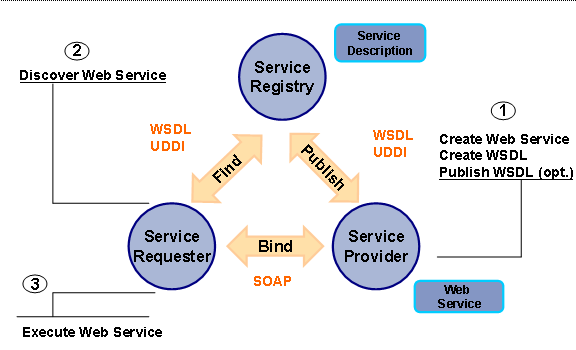 2
Discover Web Service
Service
Registry
Service
Description
1
Create Web Service
Create WSDL
Publish WSDL (opt.)
WSDL
UDDI
Find
Publish
WSDL
UDDI
Service
Requester
Bind
SOAP
Service
Provider
Web
Service
3
Execute Web Service